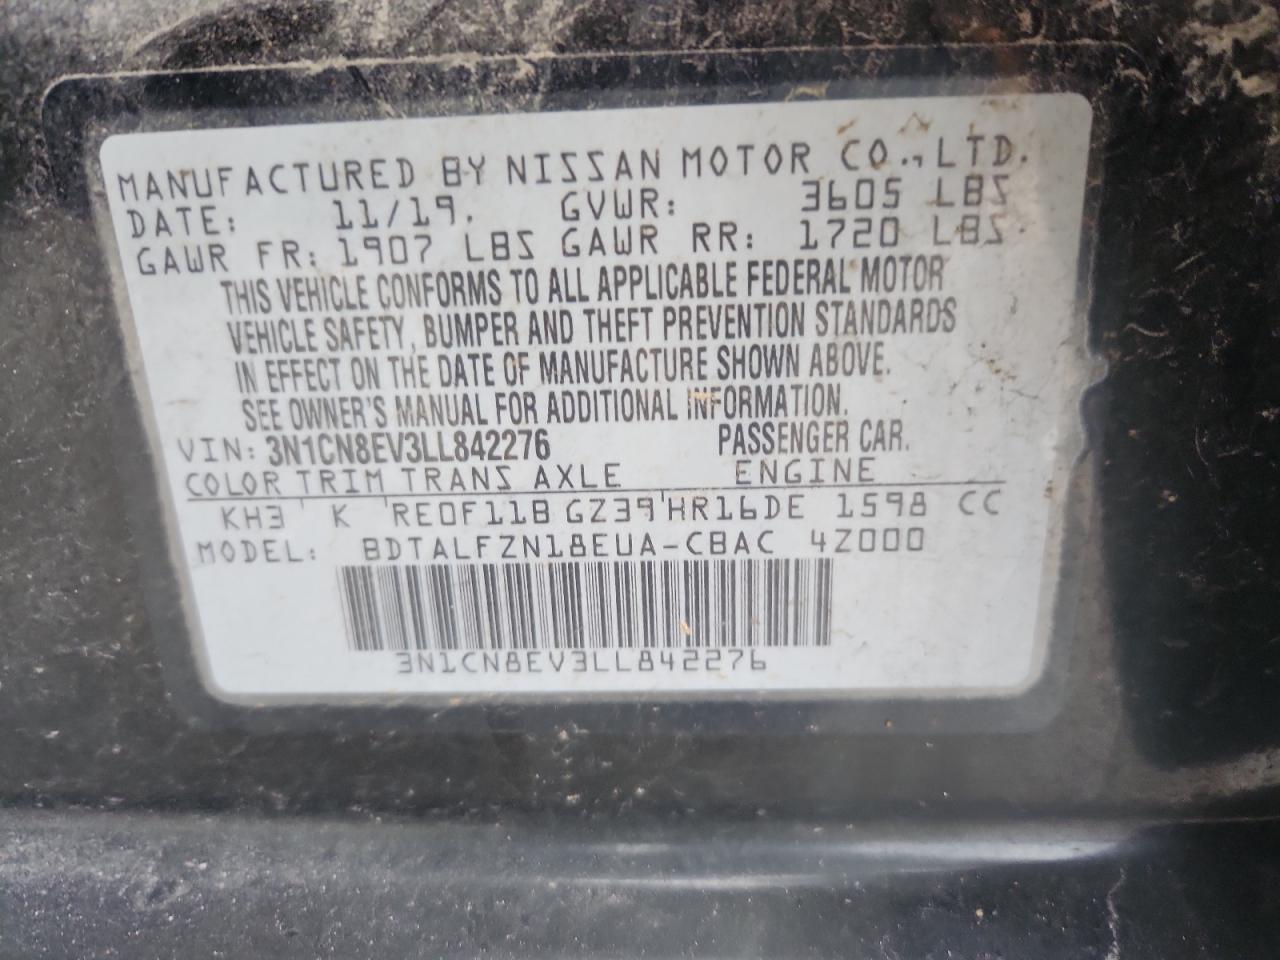 MANUFACTURED BY NISSAN MOTOR CO., LTD.
DATE: 11/19. GVWR: 3605 LBS
GAWR FR: 1907 LBS GAWR RR: 1720 LBS
THIS VEHICLE CONFORMS TO ALL APPLICABLE FEDERAL MOTOR
VEHICLE SAFETY, BUMPER AND THEFT PREVENTION STANDARDS
IN EFFECT ON THE DATE OF MANUFACTURE SHOWN ABOVE.
SEE OWNER'S MANUAL FOR ADDITIONAL INFORMATION.
VIN: 3N1CN8EV3LL842276 PASSENGER CAR.
COLOR TRIM TRANS AXLE ENGINE
KH3 K RE0F11B GZ39 HR16DE 1598 CC
MODEL: BDTALFZN18EUA-CBAC 4Z000
3N1CN8EV3LL842276